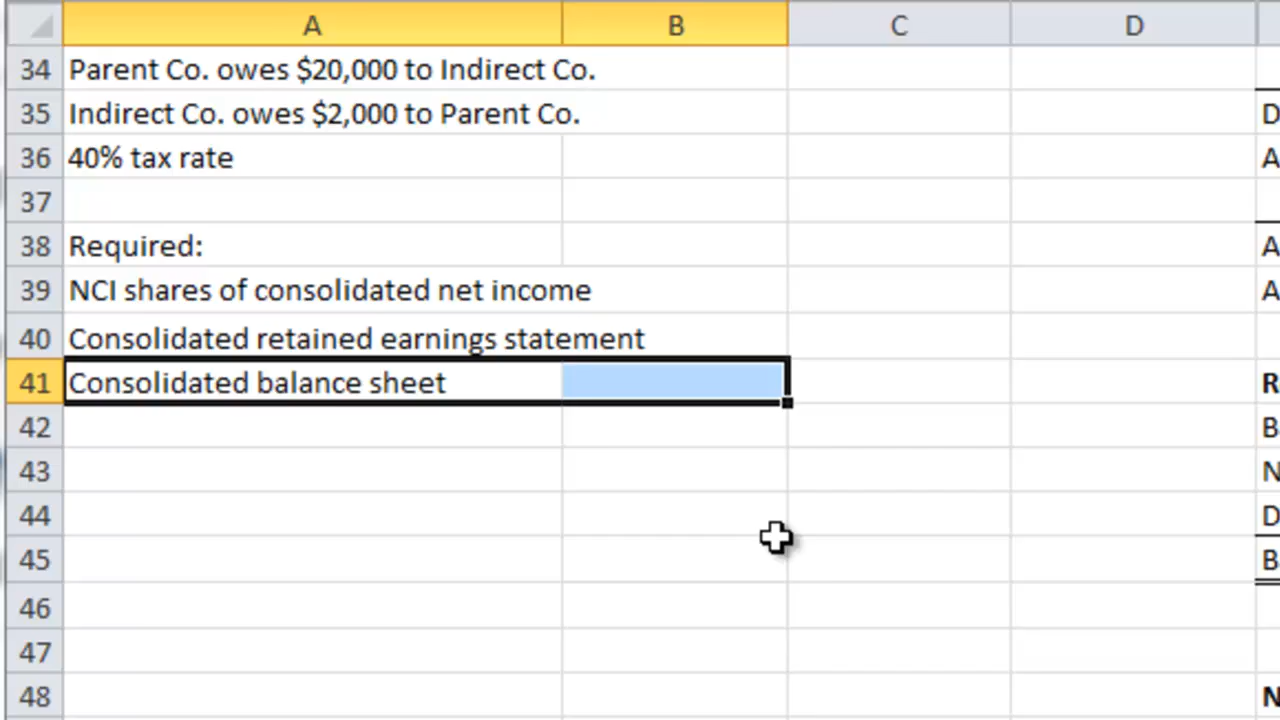 A B C D
34 Parent Co. owes $20,000 to Indirect Co.
35 Indirect Co. owes $2,000 to Parent Co. D
36 40% tax rate A
37
38 Required: A
39 NCI shares of consolidated net income A
40 Consolidated retained earnings statement
41 Consolidated balance sheet R
42 B
43 N
44 D
45 B
46
47
48 N